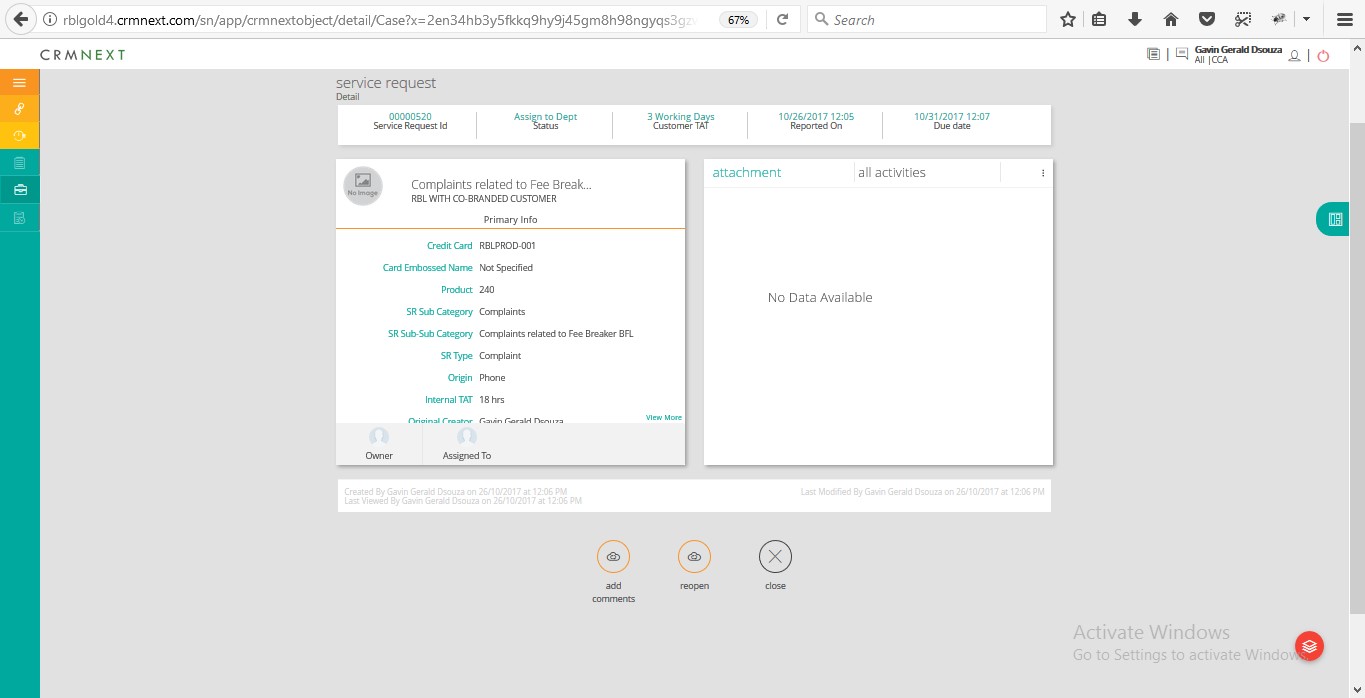 rblgold4.crmnext.com/sn/app/crmnextobject/detail/Case?x=2en34hb3y5fkkq9hy9j45gm8h98ngyqs3gz
67%
Search
CRMNEXT
Gavin Gerald Dsouza
All |CCA
service request
Detail
00000520
Service Request Id
Assign to Dept
Status
3 Working Days
Customer TAT
10/26/2017 12:05
Reported On
10/31/2017 12:07
Due date
No Image
Complaints related to Fee Break...
RBL WITH CO-BRANDED CUSTOMER
Primary Info
Credit Card RBLPROD-001
Card Embossed Name Not Specified
Product 240
SR Sub Category Complaints
SR Sub-Sub Category Complaints related to Fee Breaker BFL
SR Type Complaint
Origin Phone
Internal TAT 18 hrs
Original Creator Gavin Gerald Dsouza
View More
Owner
Assigned To
attachment
all activities
No Data Available
Created By Gavin Gerald Dsouza on 26/10/2017 at 12:06 PM
Last Viewed By Gavin Gerald Dsouza on 26/10/2017 at 12:06 PM
Last Modified By Gavin Gerald Dsouza on 26/10/2017 at 12:06 PM
add
comments
reopen
close
Activate Windows
Go to Settings to activate Windows.